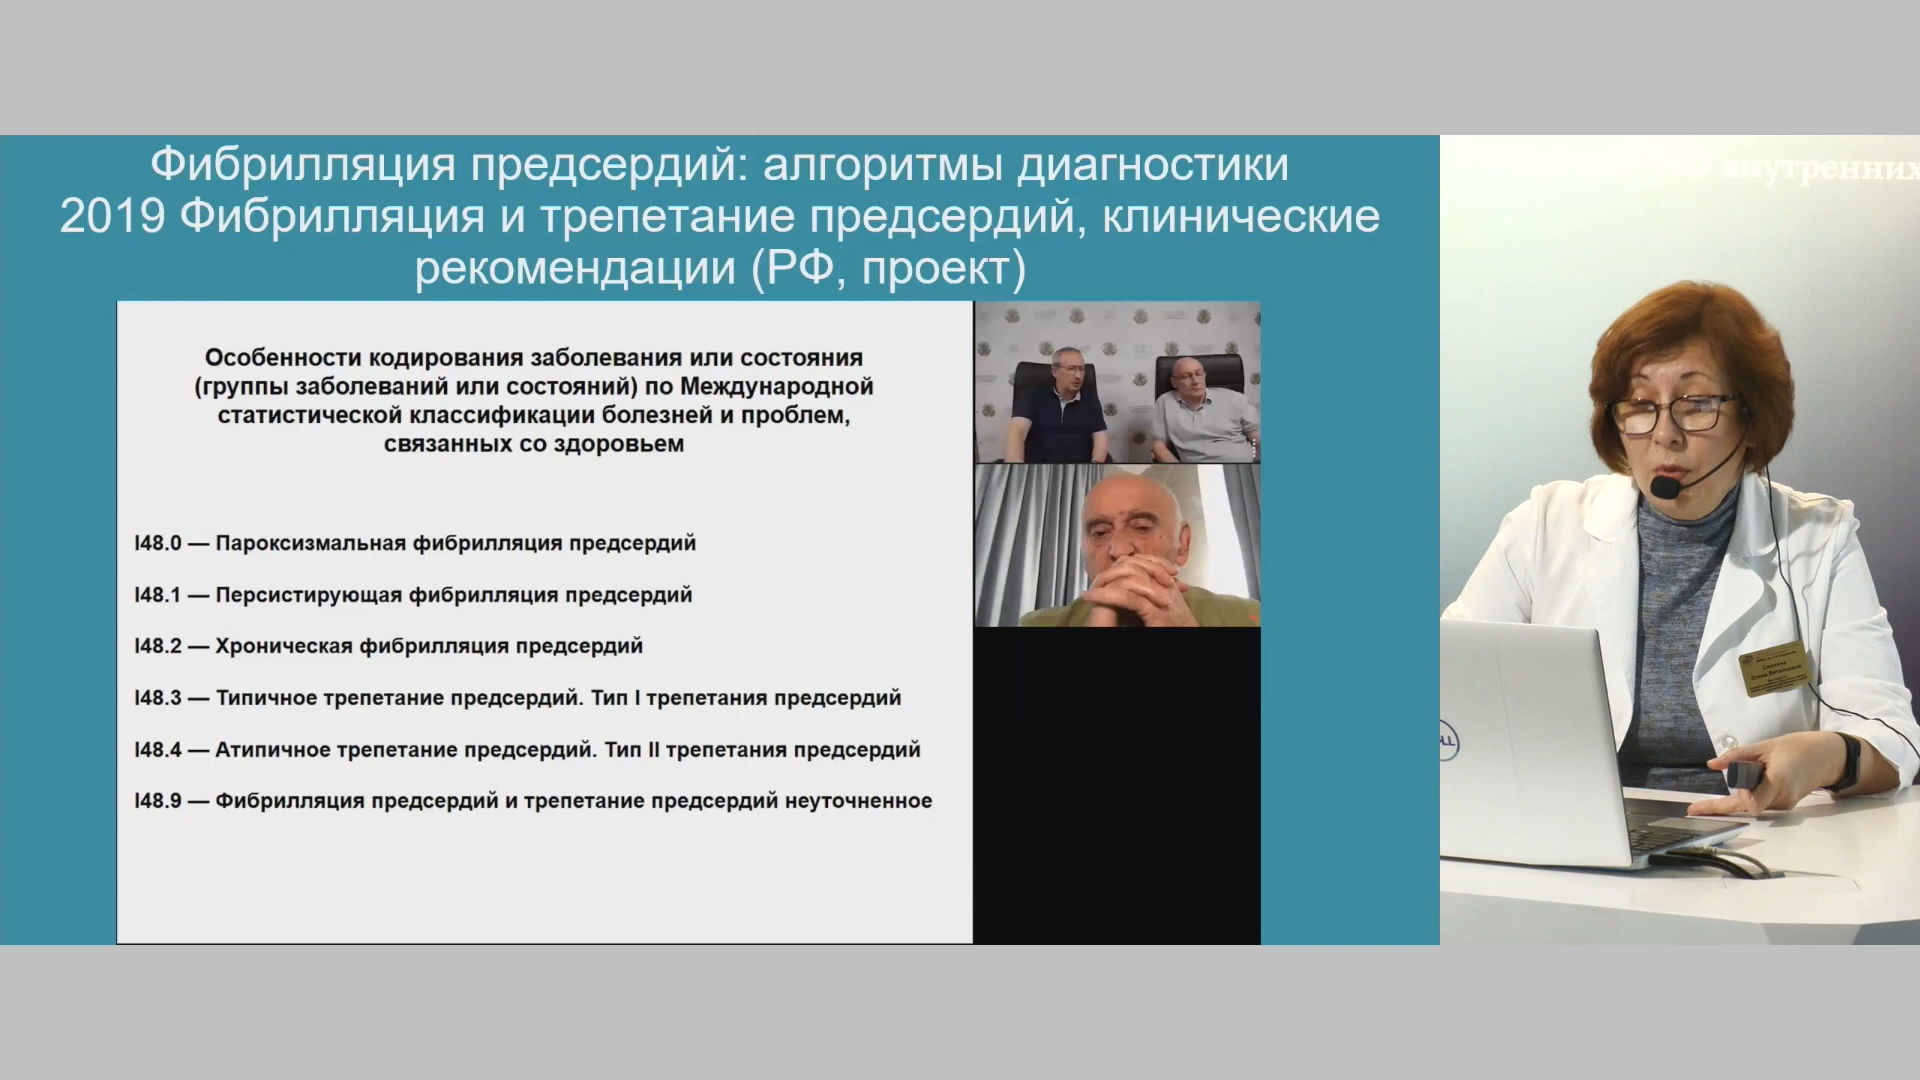 Фибрилляция предсердий: алгоритмы диагностики
2019 Фибрилляция и трепетание предсердий, клинические
рекомендации (РФ, проект)
Особенности кодирования заболевания или состояния
(группы заболеваний или состояний) по Международной
статистической классификации болезней и проблем,
связанных со здоровьем
I48.0 — Пароксизмальная фибрилляция предсердий
I48.1 — Персистирующая фибрилляция предсердий
I48.2 — Хроническая фибрилляция предсердий
I48.3 — Типичное трепетание предсердий. Тип I трепетания предсердий
I48.4 — Атипичное трепетание предсердий. Тип II трепетания предсердий
I48.9 — Фибрилляция предсердий и трепетание предсердий неуточненное
внутренних
Елена Витальевна